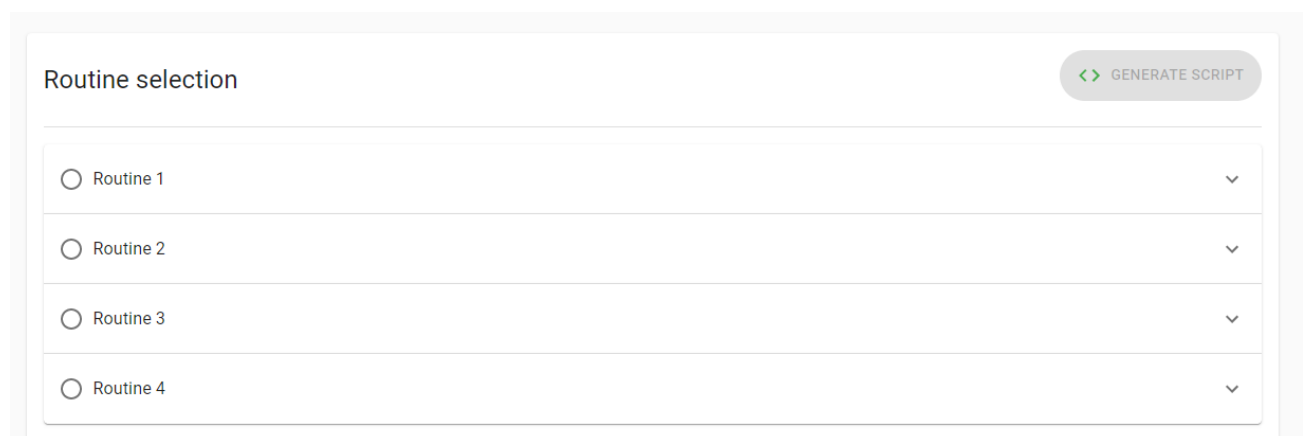 Routine selection
GENERATE SCRIPT
Routine 1
Routine 2
Routine 3
Routine 4